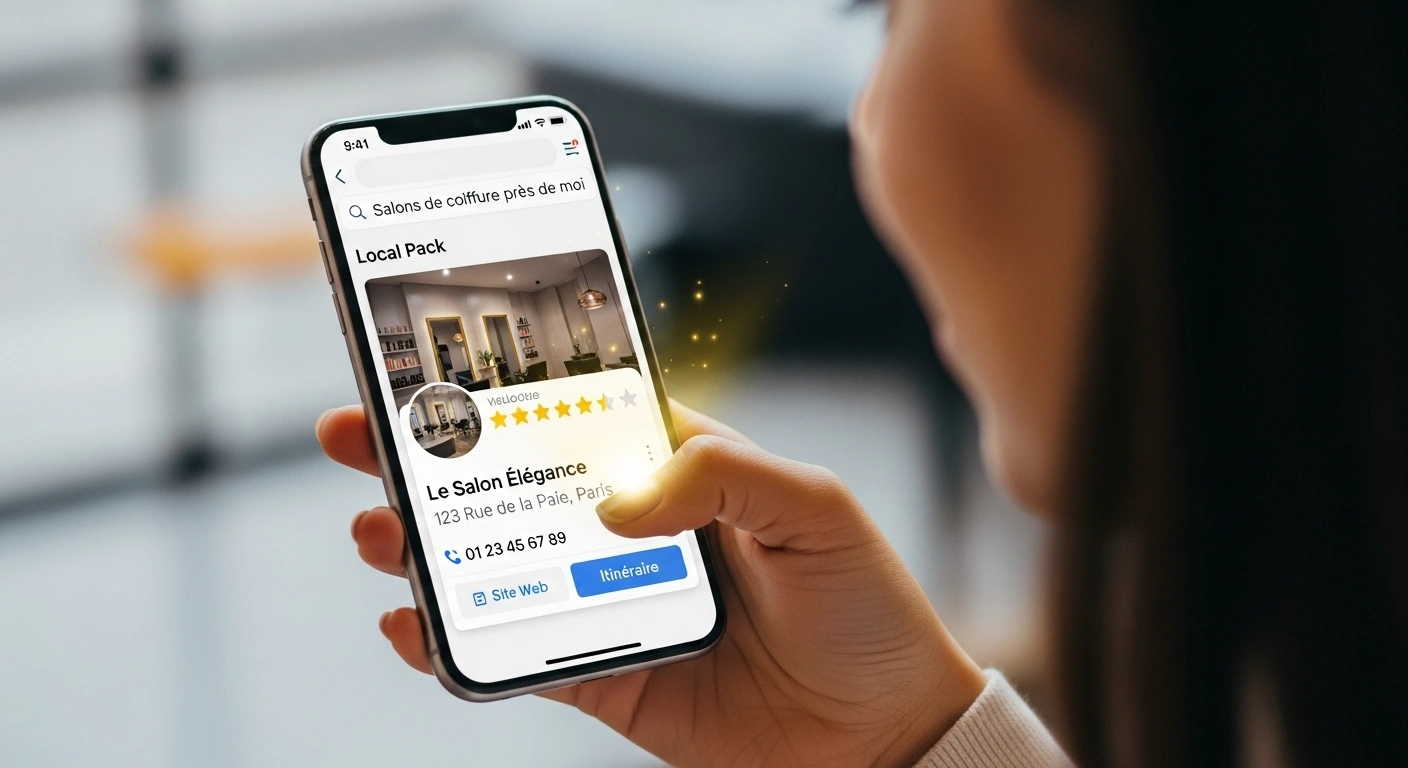 9:41
Salons de coiffure près de moi
Local Pack
Le Salon Élégance
123 Rue de la Paie, Paris
01 23 45 67 89
Site Web
Itinéraire